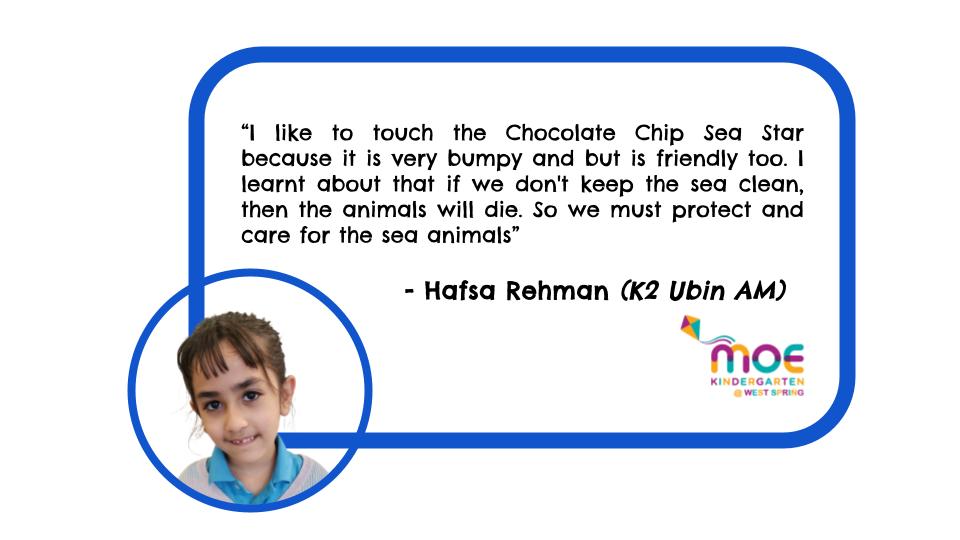 “I like to touch the Chocolate Chip Sea Star
because it is very bumpy and but is friendly too. I
learnt about that if we don't keep the sea clean,
then the animals will die. So we must protect and
care for the sea animals”
- Hafsa Rehman (K2 Ubin AM)
moe
KINDERGARTEN
@ WEST SPRING